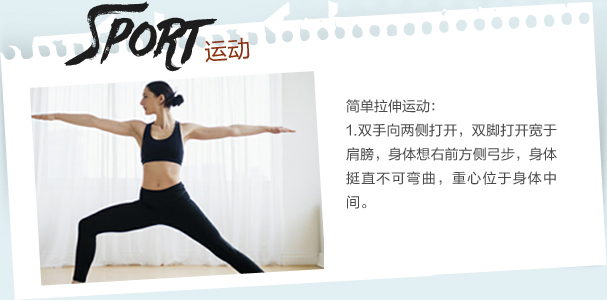 SPORT 运动
简单拉伸运动：
1.双手向两侧打开，双脚打开宽于
肩膀，身体想右前方侧弓步，身体
挺直不可弯曲，重心位于身体中
间。